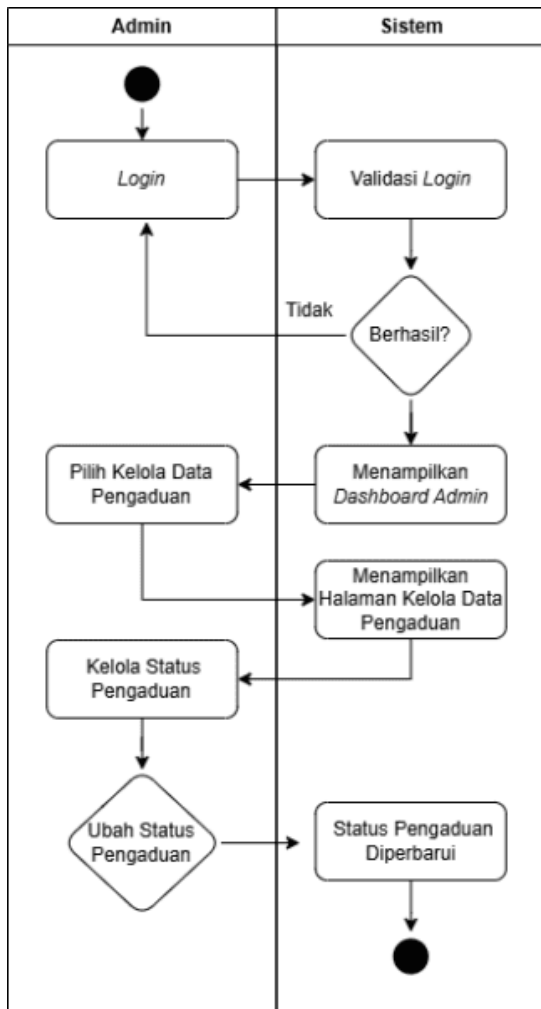 Admin
Sistem
Login
Validasi Login
Tidak
Berhasil?
Pilih Kelola Data
Pengaduan
Menampilkan
Dashboard Admin
Menampilkan
Halaman Kelola Data
Pengaduan
Kelola Status
Pengaduan
Ubah Status
Pengaduan
Status Pengaduan
Diperbarui